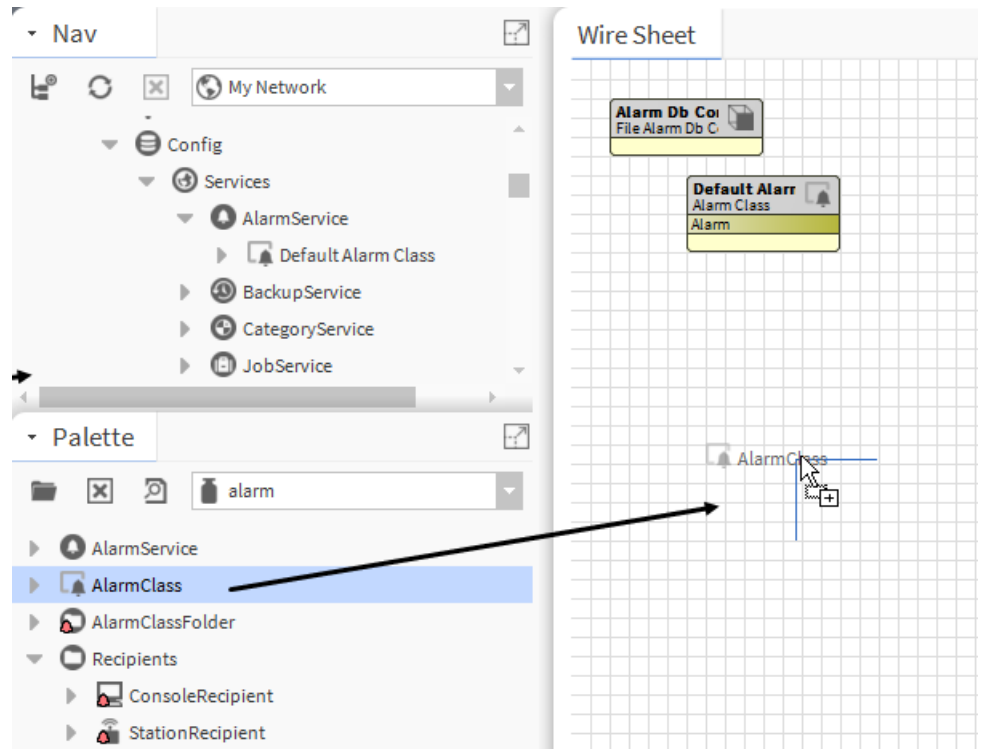 Nav
My Network
Config
Services
AlarmService
Default Alarm Class
BackupService
CategoryService
JobService
Palette
alarm
AlarmService
AlarmClass
AlarmClassFolder
Recipients
ConsoleRecipient
StationRecipient
Wire Sheet
Alarm Db Co
File Alarm Db C
Default Alarr
Alarm Class
Alarm
AlarmClass